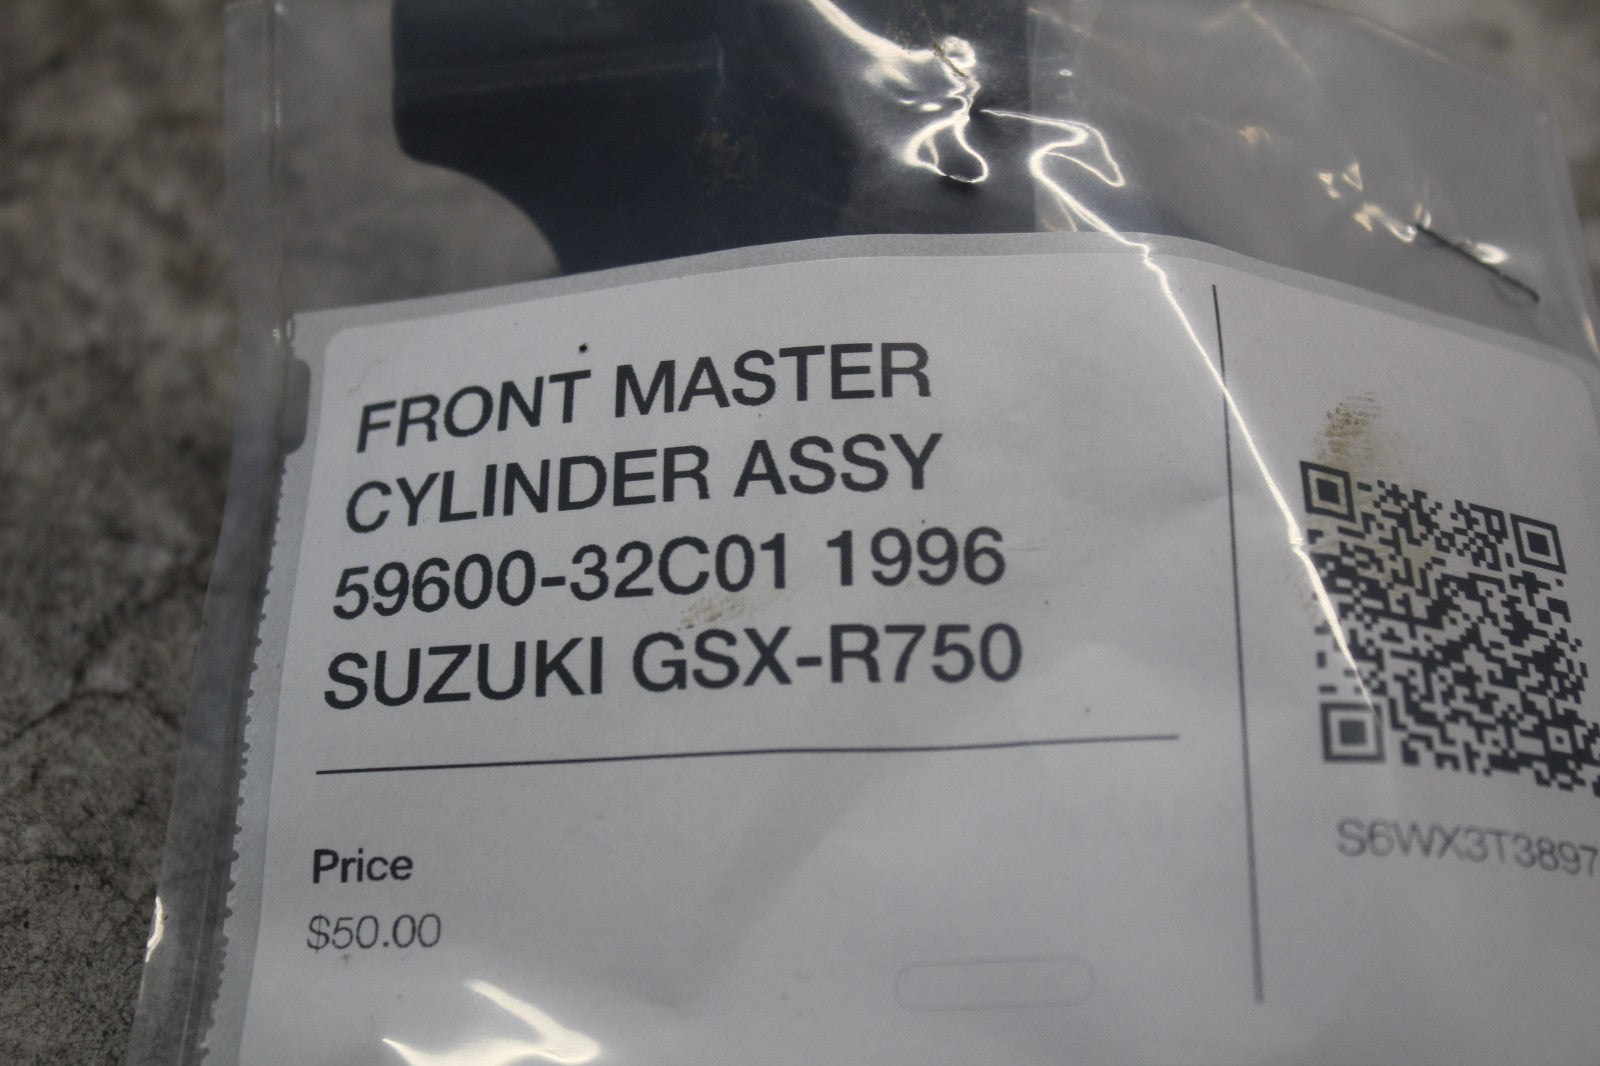 FRONT MASTER
CYLINDER ASSY
59600-32C01 1996
SUZUKI GSX-R750
Price
$50.00
S6WX3T3897